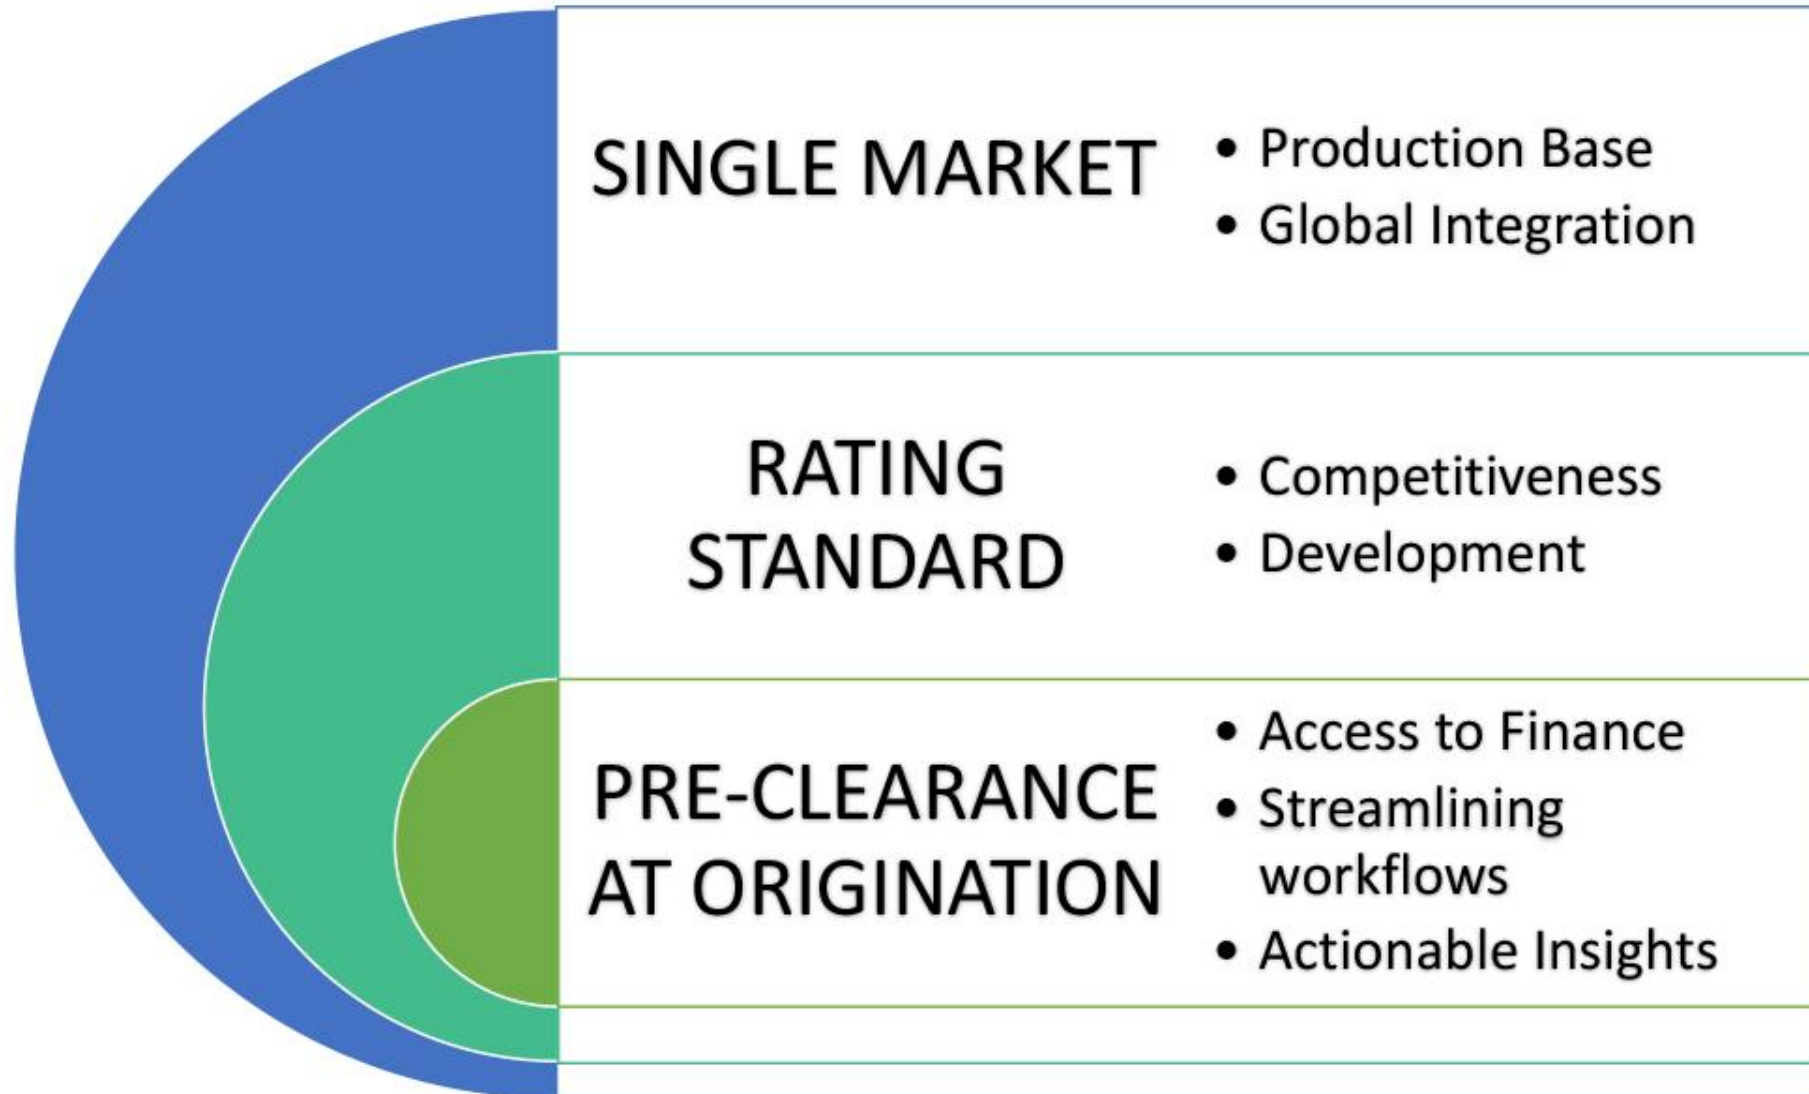 SINGLE MARKET
• Production Base
• Global Integration
RATING
STANDARD
• Competitiveness
• Development
PRE-CLEARANCE
AT ORIGINATION
• Access to Finance
• Streamlining
workflows
• Actionable Insights